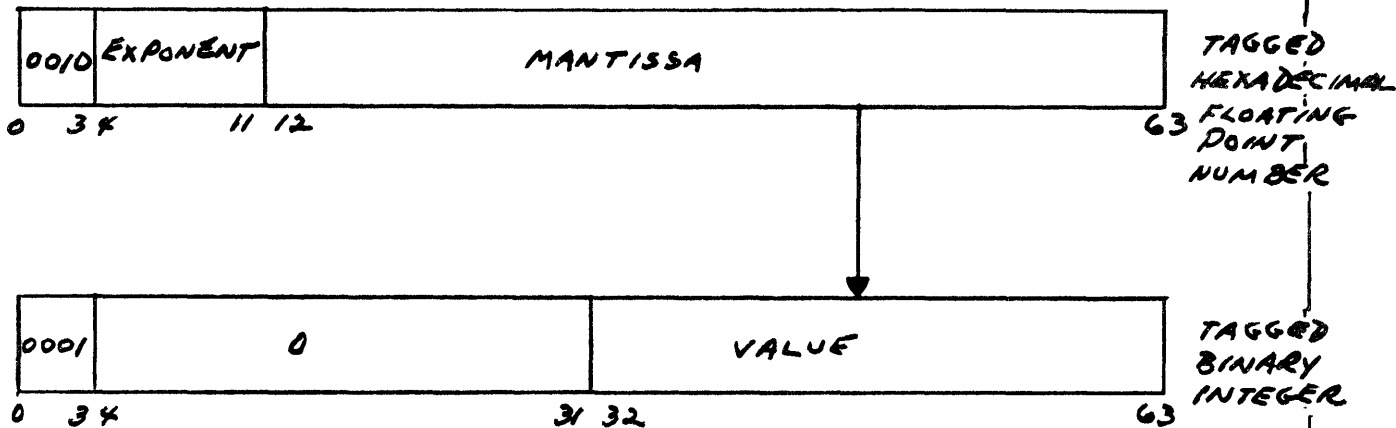 0010 EXPONENT MANTISSA
0 3 4 11 12 63
TAGGED
HEXADECIMAL
FLOATING
POINT
NUMBER
0001 0 VALUE
0 3 4 31 32 63
TAGGED
BINARY
INTEGER